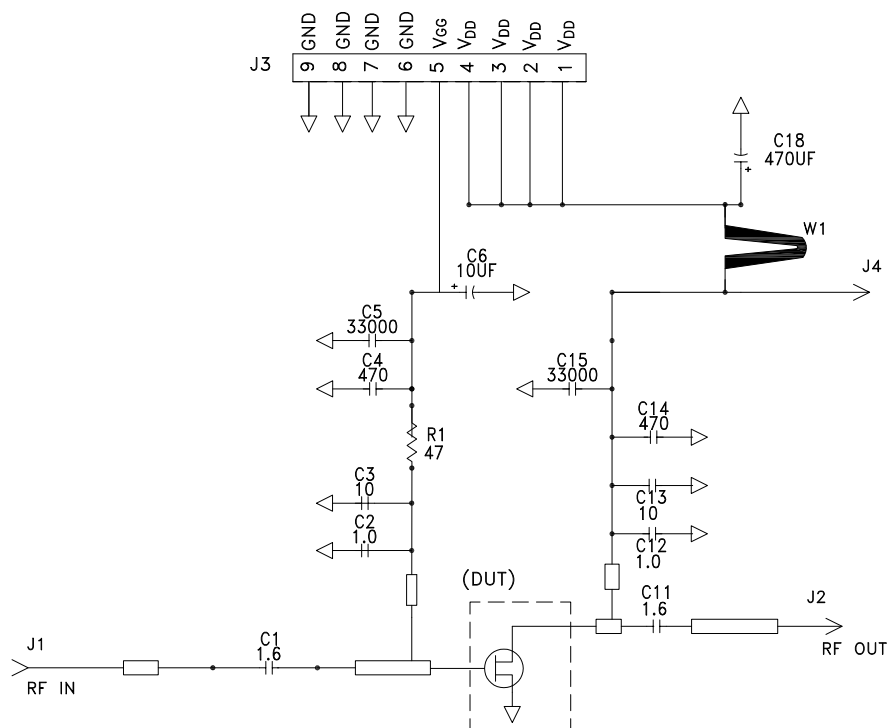 GND
GND
GND
GND
VGG
VDD
VDD
VDD
VDD
J3
9
8
7
6
5
4
3
2
1
C18
470UF
+
W1
C6
10UF
+
J4
C5
33000
C4
470
C15
33000
C14
470
R1
47
C3
10
C13
10
C2
1.0
C12
1.0
(DUT)
C11
1.6
J2
RF OUT
J1
RF IN
C1
1.6